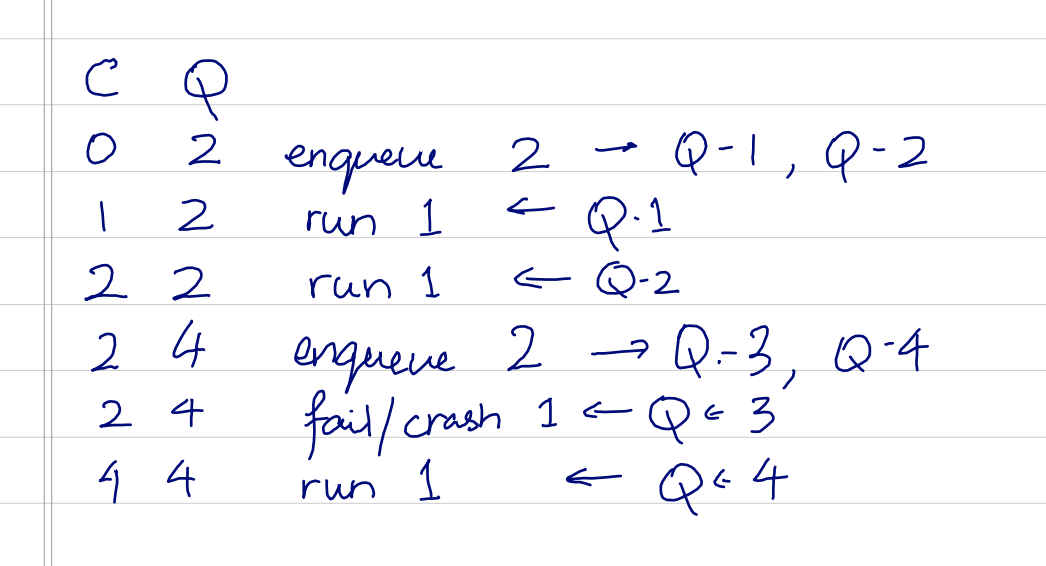 C Q
0 2 enqueue 2 → Q-1, Q-2
1 2 run 1 ← Q.1
2 2 run 1 ← Q-2
2 4 enqueue 2 → Q.-3, Q-4
2 4 fail/crash 1 ← Q ← 3
4 4 run 1 ← Q ← 4